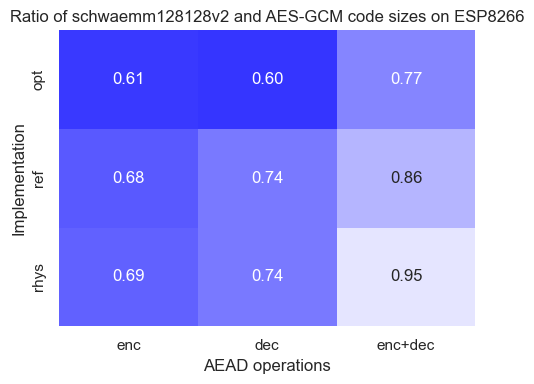 Ratio of schwaemm128128v2 and AES-GCM code sizes on ESP8266
Implementation
opt
0.61 0.60 0.77
ref
0.68 0.74 0.86
rhys
0.69 0.74 0.95
enc dec enc+dec
AEAD operations